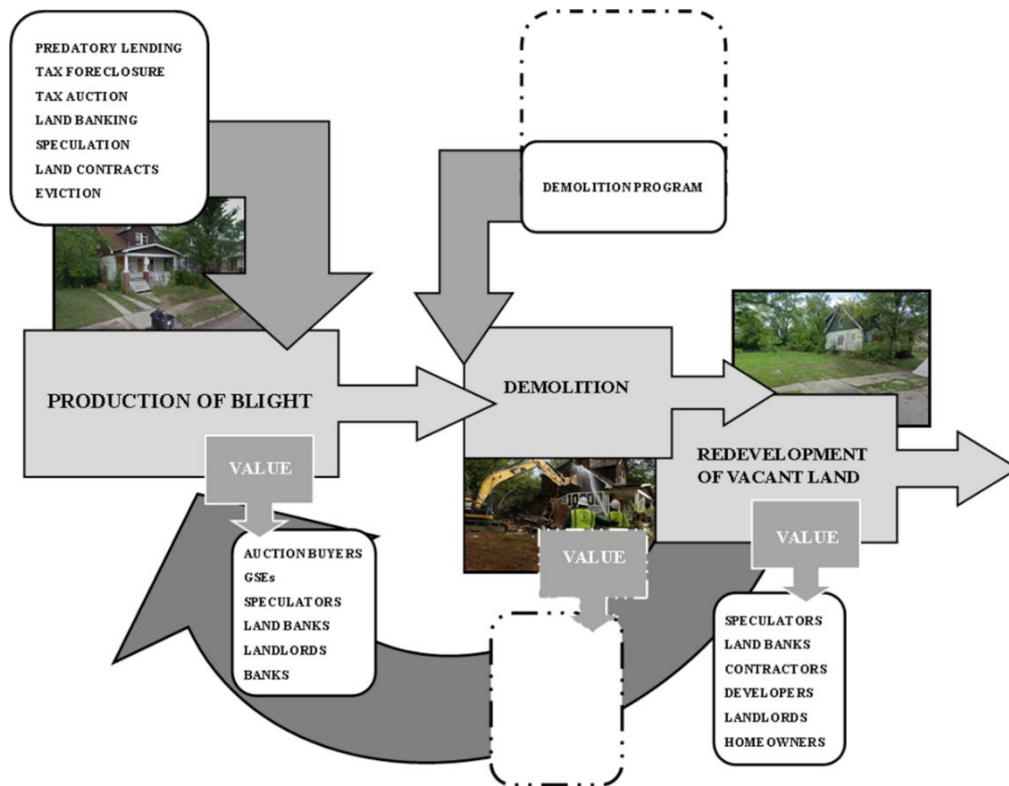 PREDATORY LENDING
TAX FORECLOSURE
TAX AUCTION
LAND BANKING
SPECULATION
LAND CONTRACTS
EVICTION
DEMOLITION PROGRAM
PRODUCTION OF BLIGHT
DEMOLITION
REDEVELOPMENT
OF VACANT LAND
VALUE
AUCTION BUYERS
GSEs
SPECULATORS
LAND BANKS
LANDLORDS
BANKS
VALUE
VALUE
SPECULATORS
LAND BANKS
CONTRACTORS
DEVELOPERS
LANDLORDS
HOMEOWNERS